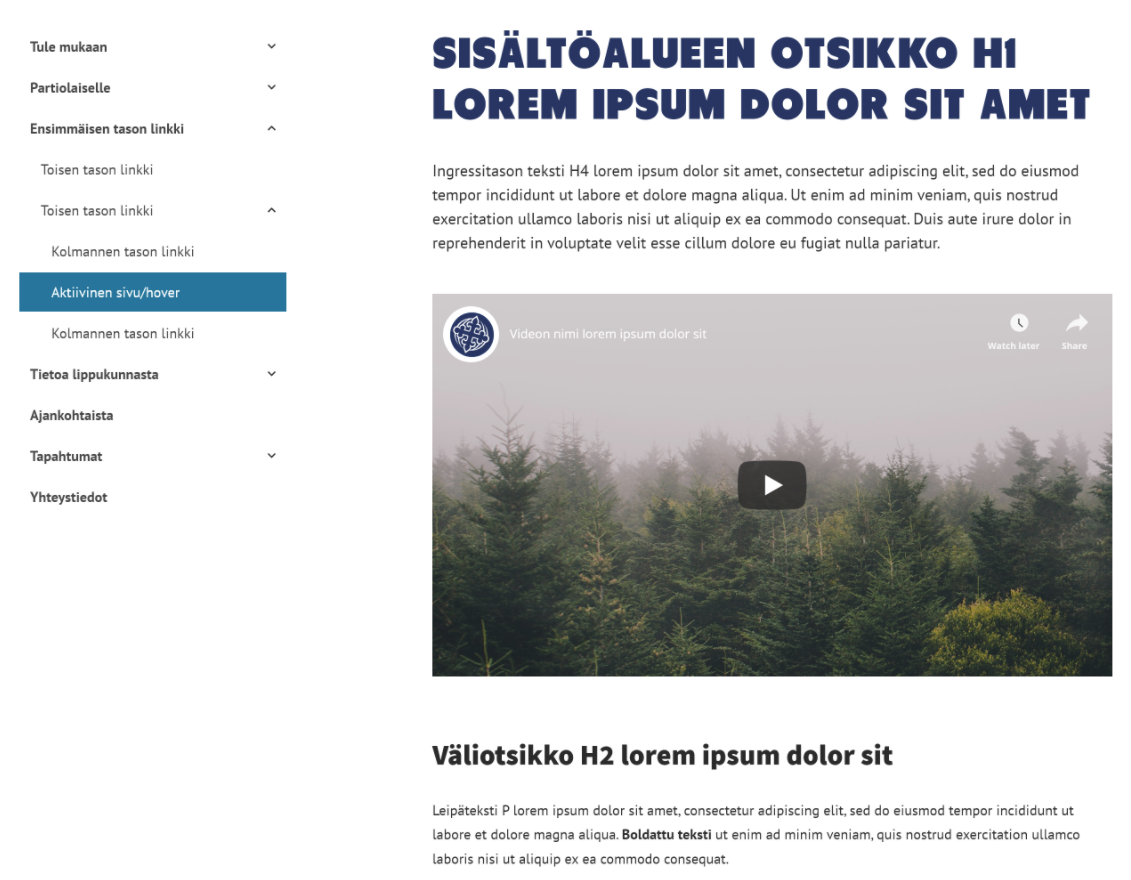 Tule mukaan
Partiolaiselle
Ensimmäisen tason linkki
Toisen tason linkki
Toisen tason linkki
Kolmannen tason linkki
Aktiivinen sivu/hover
Kolmannen tason linkki
Tietoa lippukunnasta
Ajankohtaista
Tapahtumat
Yhteystiedot
SISÄLTÖALUEEN OTSIKKO H1
LOREM IPSUM DOLOR SIT AMET
Ingressitason teksti H4 lorem ipsum dolor sit amet, consectetur adipiscing elit, sed do eiusmod
tempor incididunt ut labore et dolore magna aliqua. Ut enim ad minim veniam, quis nostrud
exercitation ullamco laboris nisi ut aliquip ex ea commodo consequat. Duis aute irure dolor in
reprehenderit in voluptate velit esse cillum dolore eu fugiat nulla pariatur.
Videon nimi lorem ipsum dolor sit
Watch later
Share
Väliotsikko H2 lorem ipsum dolor sit
Leipäteksti P lorem ipsum dolor sit amet, consectetur adipiscing elit, sed do eiusmod tempor incididunt ut
labore et dolore magna aliqua. Boldattu teksti ut enim ad minim veniam, quis nostrud exercitation ullamco
laboris nisi ut aliquip ex ea commodo consequat.